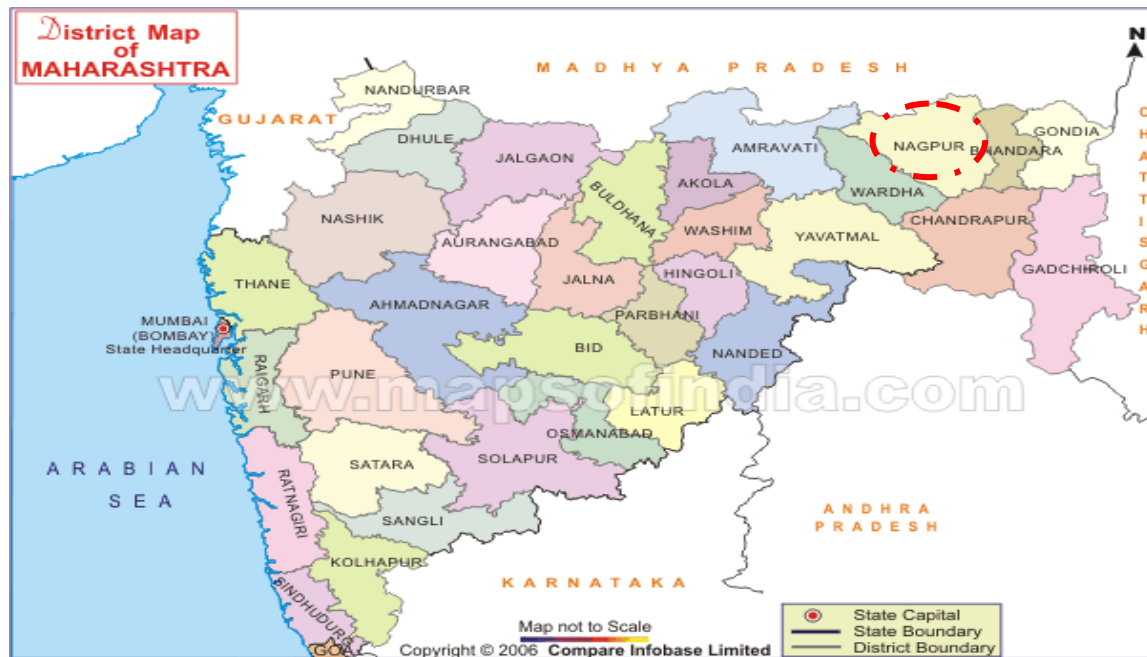 District Map
of
MAHARASHTRA
N
MADHYA PRADESH
GUJARAT
CHHATTISGARH
NANDURBAR
DHULE
JALGAON
AMRAVATI
NAGPUR
BHANDARA
GONDIA
BULDHANA
AKOLA
WARDHA
NASHIK
AURANGABAD
WASHIM
YAVATMAL
CHANDRAPUR
GADCHIROLI
THANE
AHMADNAGAR
JALNA
HINGOLI
PARBHANI
MUMBAI
(BOMBAY)
State Headquarter
RAIGARH
PUNE
BID
NANDED
www.mapsofindia.com
LATUR
OSMANABAD
ARABIAN
SEA
RATNAGIRI
SATARA
SOLAPUR
SANGLI
ANDHRA
PRADESH
KOLHAPUR
SINDHUDURG
KARNATAKA
GOA
Map not to Scale
Copyright © 2006 Compare Infobase Limited
State Capital
State Boundary
District Boundary